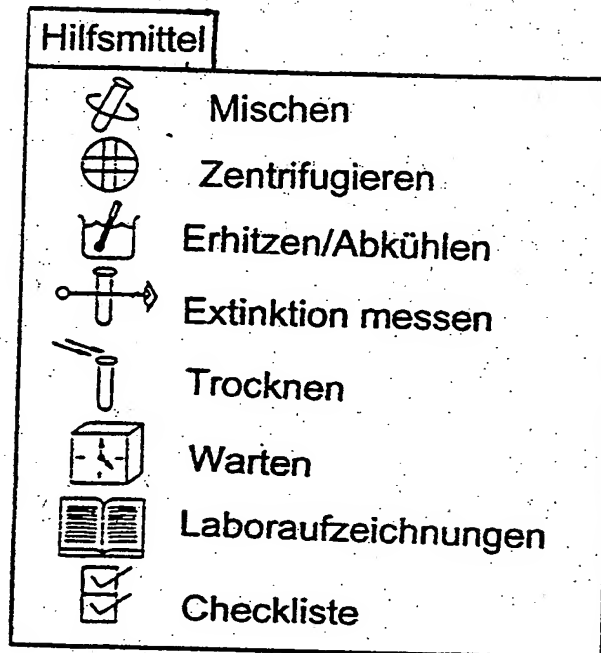 Hilfsmittel
Mischen
Zentrifugieren
Erhitzen/Abkühlen
Extinktion messen
Trocknen
Warten
Laboraufzeichnungen
Checkliste